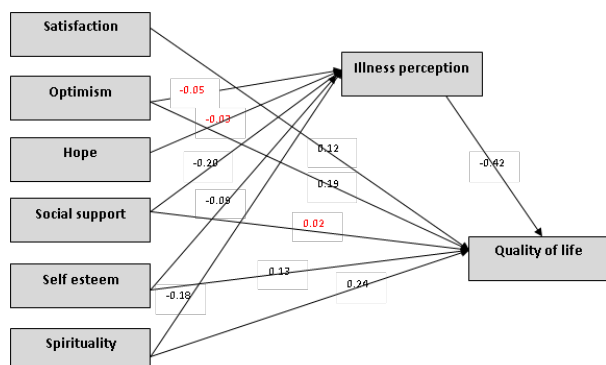 Satisfaction
Illness perception
Optimism
-0.05
-0.03
Hope
0.12
-0.20
-0.42
0.19
-0.09
Social support
0.02
Quality of life
Self esteem
0.13
0.24
-0.18
Spirituality